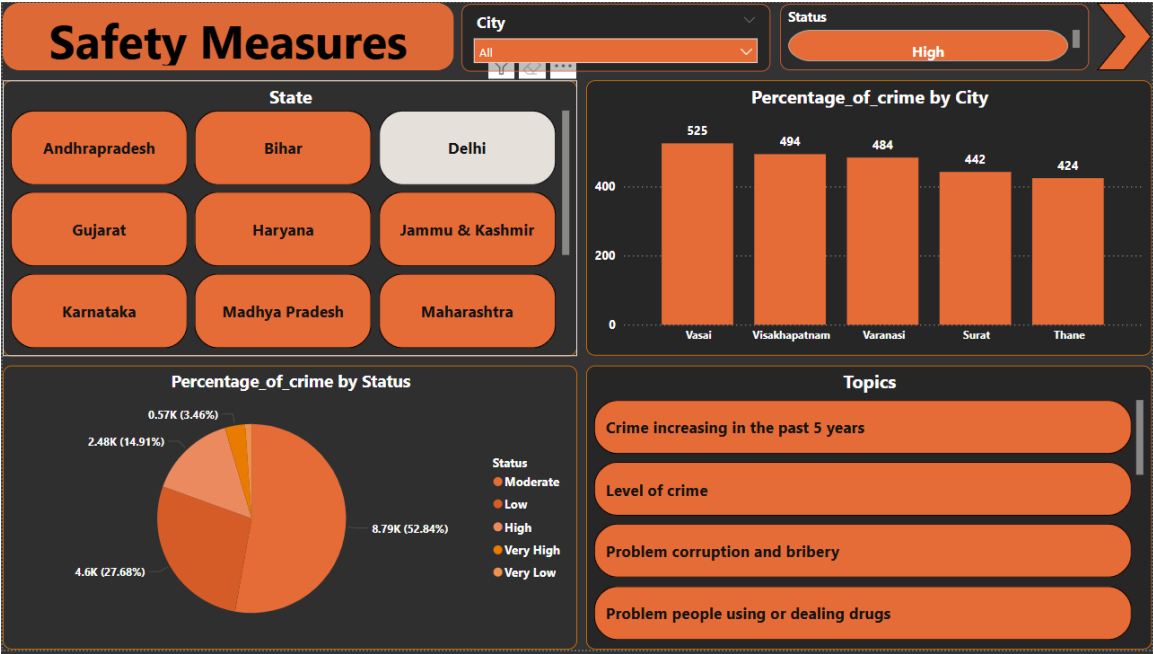 Safety Measures
City
All
Status
High
State
Andhrapradesh
Bihar
Delhi
Gujarat
Haryana
Jammu & Kashmir
Karnataka
Madhya Pradesh
Maharashtra
Percentage_of_crime by City
525
494
484
442
424
400
200
0
Vasai
Visakhapatnam
Varanasi
Surat
Thane
Percentage_of_crime by Status
0.57K (3.46%)
2.48K (14.91%)
8.79K (52.84%)
4.6K (27.68%)
Status
Moderate
Low
High
Very High
Very Low
Topics
Crime increasing in the past 5 years
Level of crime
Problem corruption and bribery
Problem people using or dealing drugs